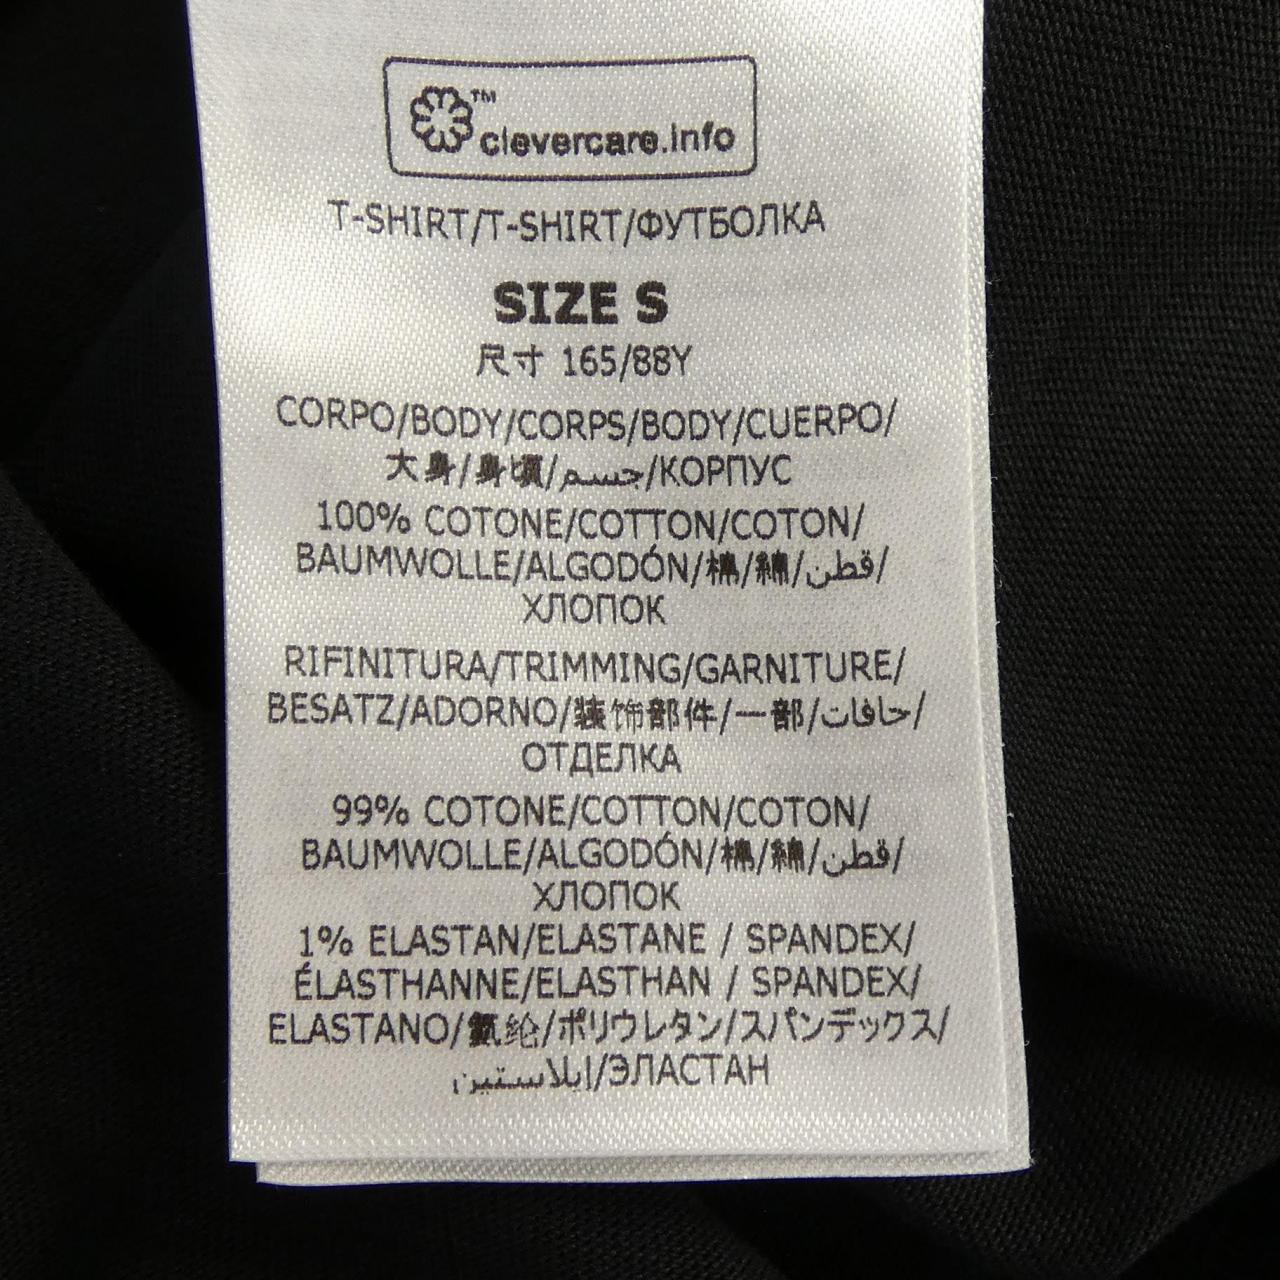 clevercare.info™
T-SHIRT/T-SHIRT/ФУТБОЛКА
SIZE S
尺寸 165/88Y
CORPO/BODY/CORPS/BODY/CUERPO/
大身/身頃/جسم/КОРПУС
100% COTONE/COTTON/COTON/
BAUMWOLLE/ALGODÓN/棉/綿/قطن/
ХЛОПОК
RIFINITURA/TRIMMING/GARNITURE/
BESATZ/ADORNO/装饰部件/一部/حافات/
ОТДЕЛКА
99% COTONE/COTTON/COTON/
BAUMWOLLE/ALGODÓN/棉/綿/قطن/
ХЛОПОК
1% ELASTAN/ELASTANE / SPANDEX/
ÉLASTHANNE/ELASTHAN / SPANDEX/
ELASTANO/氨纶/ポリウレタン/スパンデックス/
إيلاستين/ЭЛАСТАН